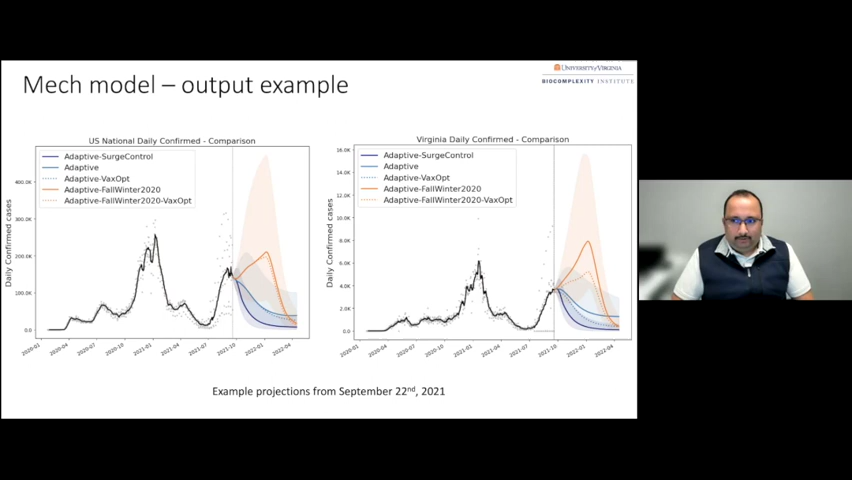 Mech model – output example
UNIVERSITY of VIRGINIA
BIOCOMPLEXITY INSTITUTE
US National Daily Confirmed - Comparison
Adaptive-SurgeControl
Adaptive
Adaptive-VaxOpt
Adaptive-FallWinter2020
Adaptive-FallWinter2020-VaxOpt
Daily Confirmed cases
400.0K
300.0K
200.0K
100.0K
0.0
2020-01
2020-04
2020-07
2020-10
2021-01
2021-04
2021-07
2021-10
2022-01
2022-04
Virginia Daily Confirmed - Comparison
Adaptive-SurgeControl
Adaptive
Adaptive-VaxOpt
Adaptive-FallWinter2020
Adaptive-FallWinter2020-VaxOpt
Daily Confirmed cases
16.0K
14.0K
12.0K
10.0K
8.0K
6.0K
4.0K
2.0K
0.0
2020-01
2020-04
2020-07
2020-10
2021-01
2021-04
2021-07
2021-10
2022-01
2022-04
Example projections from September 22nd, 2021